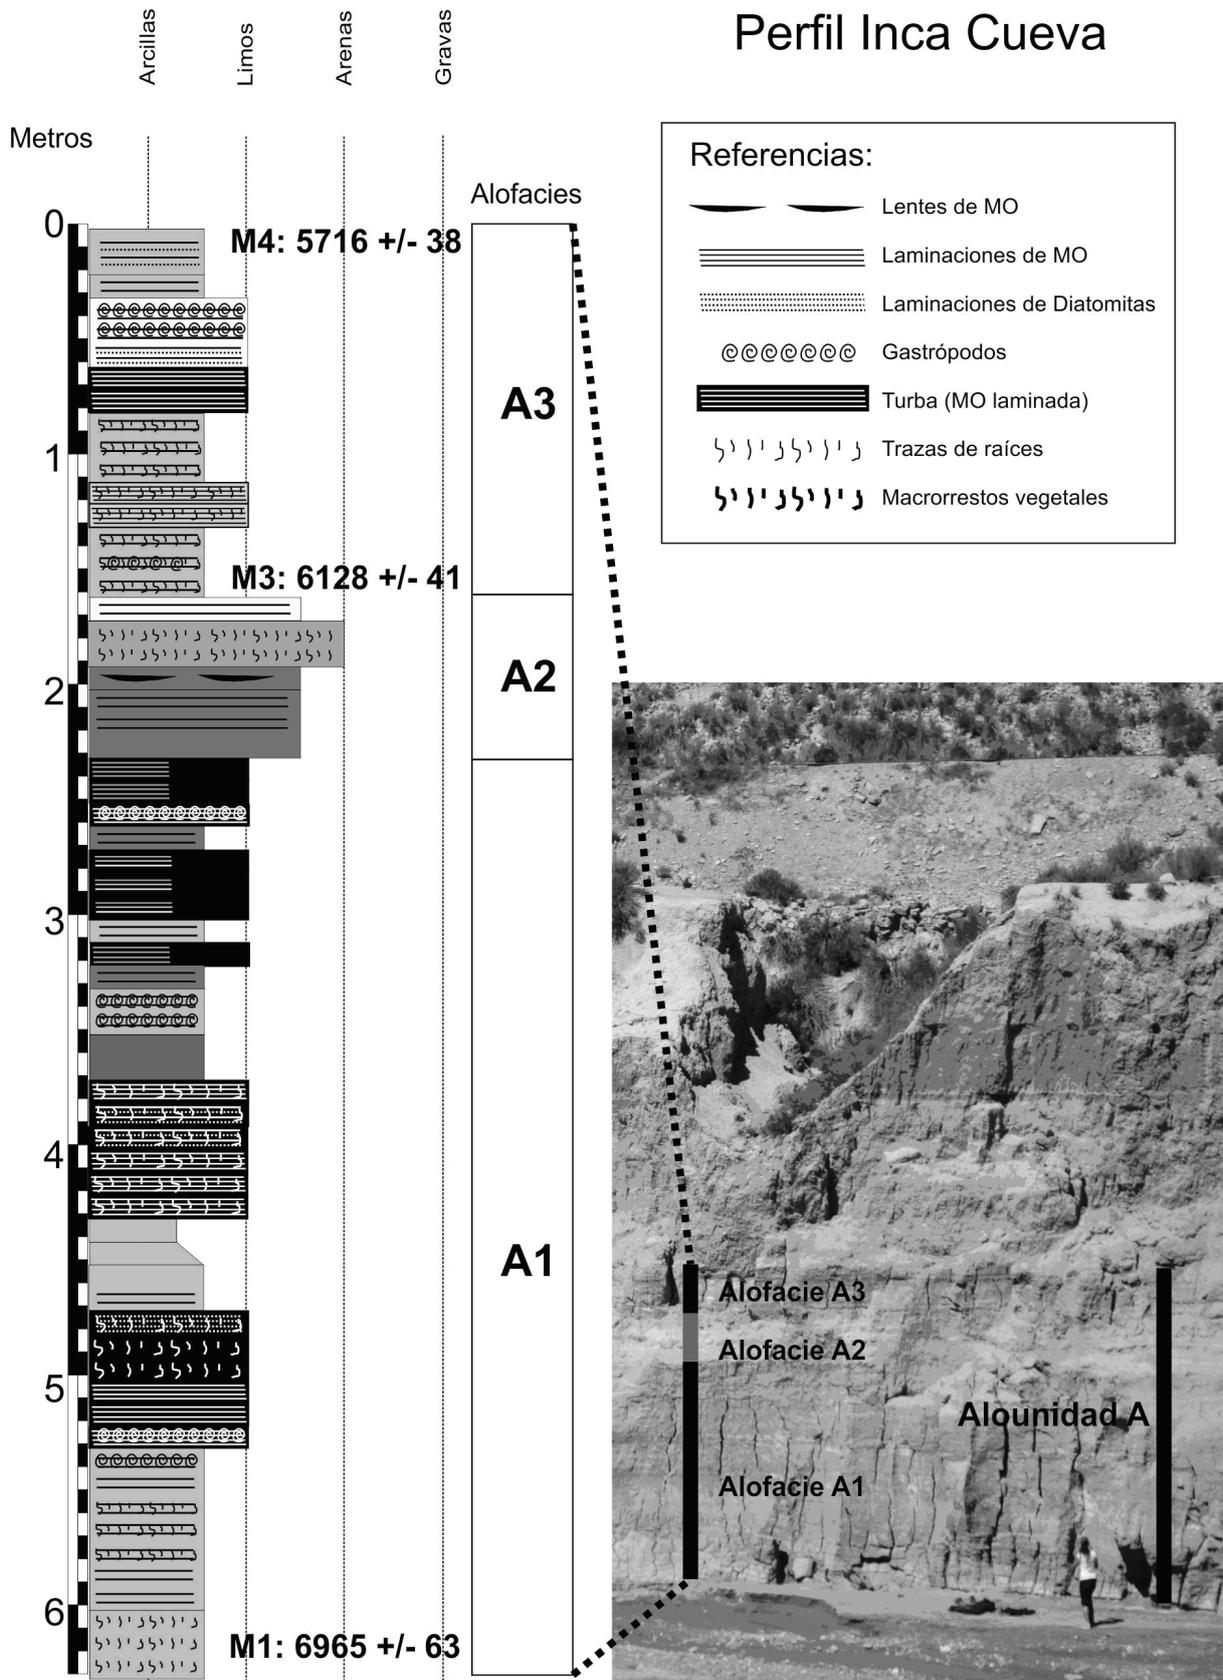 Perfil Inca Cueva
Arcillas
Limos
Arenas
Gravas
Metros
Alofacies
Referencias:
Lentes de MO
Laminaciones de MO
Laminaciones de Diatomitas
Gastrópodos
Turba (MO laminada)
Trazas de raíces
Macrorrestos vegetales
0
M4: 5716 +/- 38
A3
1
M3: 6128 +/- 41
A2
2
3
4
A1
5
6
M1: 6965 +/- 63
Alofacie A3
Alofacie A2
Alounidad A
Alofacie A1